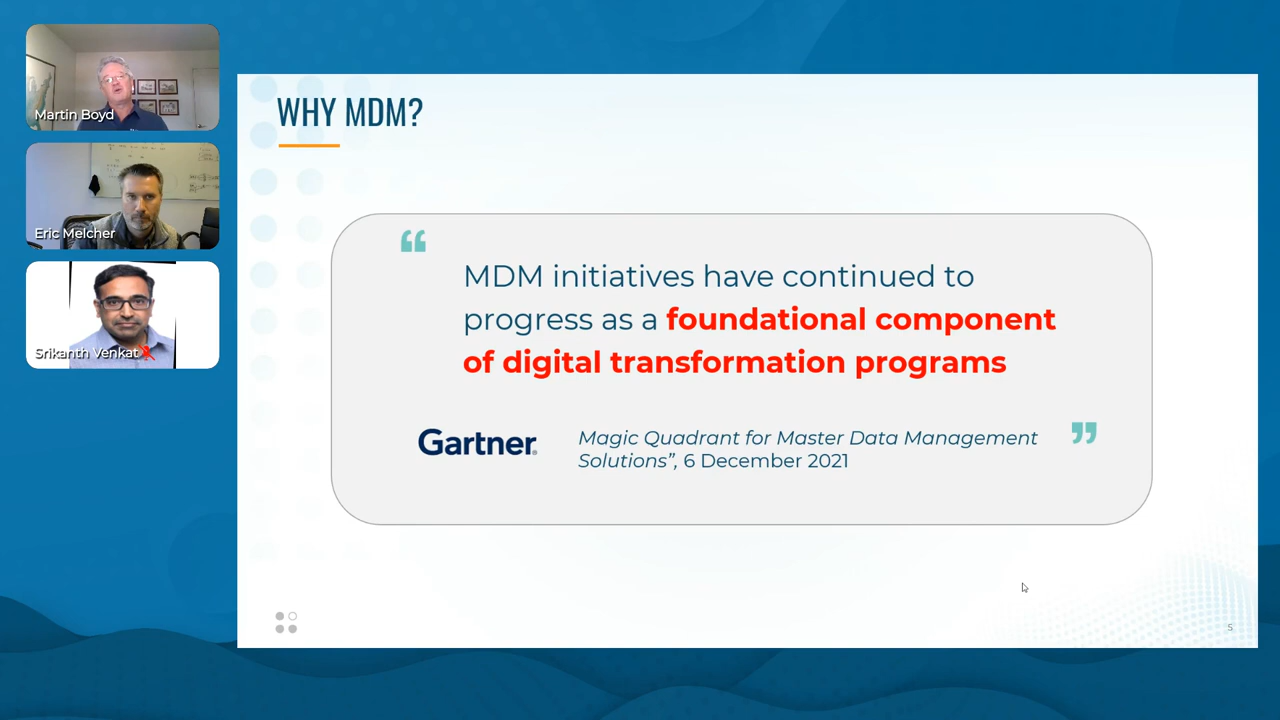 Martin Boyd
Eric Melcher
Srikanth Venkat
WHY MDM?
“
MDM initiatives have continued to
progress as a foundational component
of digital transformation programs
Gartner®
Magic Quadrant for Master Data Management
Solutions”, 6 December 2021
”
5